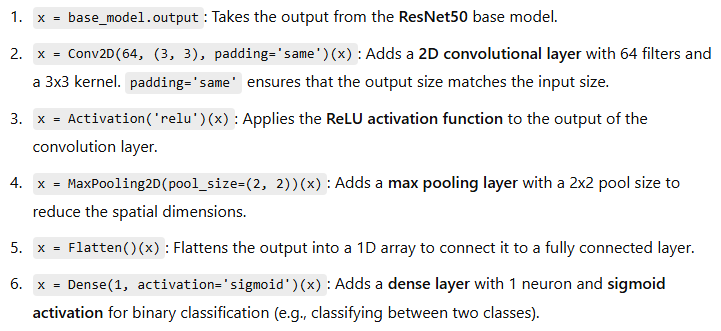 1. x = base_model.output : Takes the output from the ResNet50 base model.
2. x = Conv2D(64, (3, 3), padding='same')(x) : Adds a 2D convolutional layer with 64 filters and
a 3x3 kernel. padding='same' ensures that the output size matches the input size.
3. x = Activation('relu')(x) : Applies the ReLU activation function to the output of the
convolution layer.
4. x = MaxPooling2D(pool_size=(2, 2))(x) : Adds a max pooling layer with a 2x2 pool size to
reduce the spatial dimensions.
5. x = Flatten()(x) : Flattens the output into a 1D array to connect it to a fully connected layer.
6. x = Dense(1, activation='sigmoid')(x) : Adds a dense layer with 1 neuron and sigmoid
activation for binary classification (e.g., classifying between two classes).